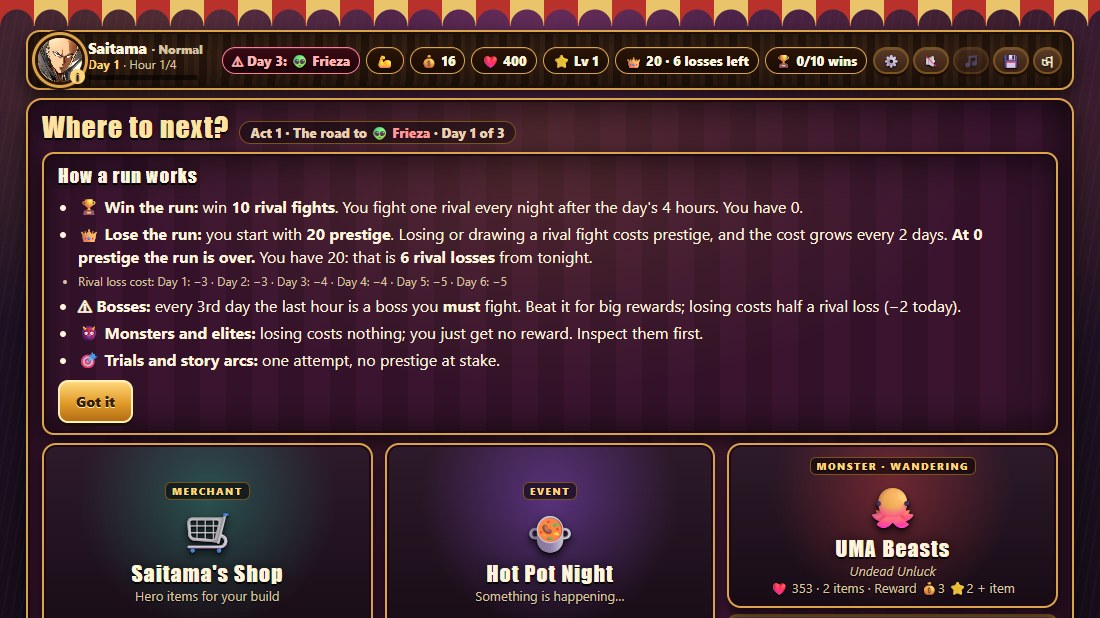 Saitama · Normal
Day 1 · Hour 1/4
Day 3: Frieza
16
400
Lv 1
20 · 6 losses left
0/10 wins
Where to next?
Act 1 · The road to Frieza · Day 1 of 3
How a run works
• Win the run: win 10 rival fights. You fight one rival every night after the day's 4 hours. You have 0.
• Lose the run: you start with 20 prestige. Losing or drawing a rival fight costs prestige, and the cost grows every 2 days. At 0
prestige the run is over. You have 20: that is 6 rival losses from tonight.
• Rival loss cost: Day 1: −3 · Day 2: −3 · Day 3: −4 · Day 4: −4 · Day 5: −5 · Day 6: −5
• Bosses: every 3rd day the last hour is a boss you must fight. Beat it for big rewards; losing costs half a rival loss (−2 today).
• Monsters and elites: losing costs nothing; you just get no reward. Inspect them first.
• Trials and story arcs: one attempt, no prestige at stake.
Got it
MERCHANT
Saitama's Shop
Hero items for your build
EVENT
Hot Pot Night
Something is happening...
MONSTER · WANDERING
UMA Beasts
Undead Unluck
353 · 2 items · Reward 3 2 + item